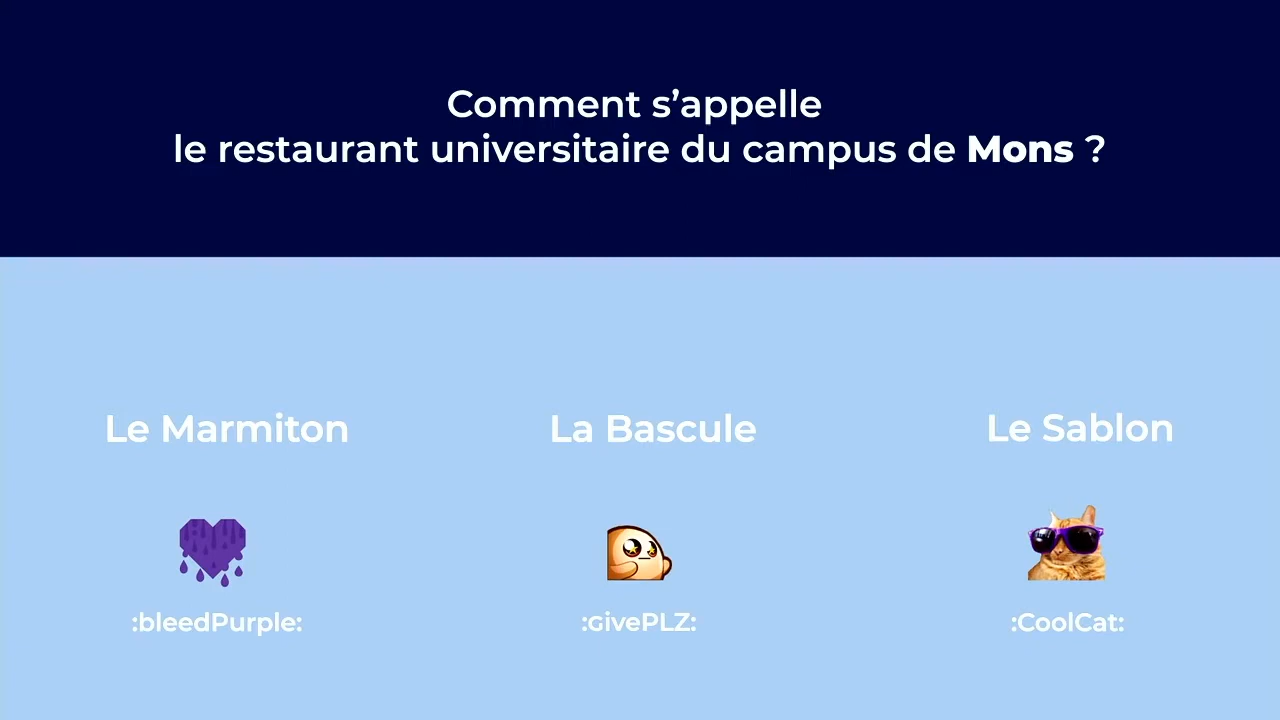 Comment s’appelle
le restaurant universitaire du campus de Mons ?
Le Marmiton
La Bascule
Le Sablon
:bleedPurple:
:GivePLZ:
:CoolCat: